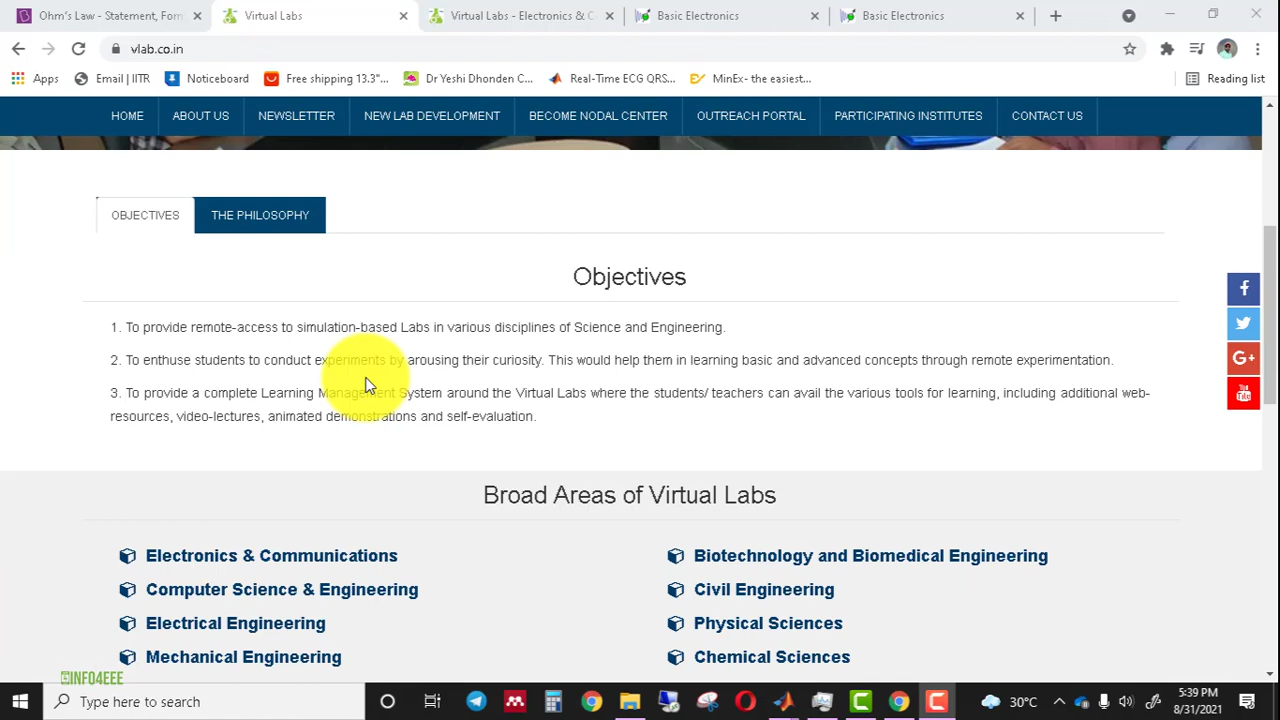 Ohm's Law - Statement, Form
Virtual Labs
Virtual Labs - Electronics & C
Basic Electronics
Basic Electronics
vlab.co.in
Apps
Email | IITR
Noticeboard
Free shipping 13.3"...
Dr Yeshi Dhonden C...
Real-Time ECG QRS...
MinEx- the easiest...
Reading list
HOME
ABOUT US
NEWSLETTER
NEW LAB DEVELOPMENT
BECOME NODAL CENTER
OUTREACH PORTAL
PARTICIPATING INSTITUTES
CONTACT US
OBJECTIVES
THE PHILOSOPHY
Objectives
1. To provide remote-access to simulation-based Labs in various disciplines of Science and Engineering.
2. To enthuse students to conduct experiments by arousing their curiosity. This would help them in learning basic and advanced concepts through remote experimentation.
3. To provide a complete Learning Management System around the Virtual Labs where the students/ teachers can avail the various tools for learning, including additional web-
resources, video-lectures, animated demonstrations and self-evaluation.
Broad Areas of Virtual Labs
Electronics & Communications
Biotechnology and Biomedical Engineering
Computer Science & Engineering
Civil Engineering
Electrical Engineering
Physical Sciences
Mechanical Engineering
Chemical Sciences
INFO4EEE
Type here to search
30°C
5:39 PM
8/31/2021